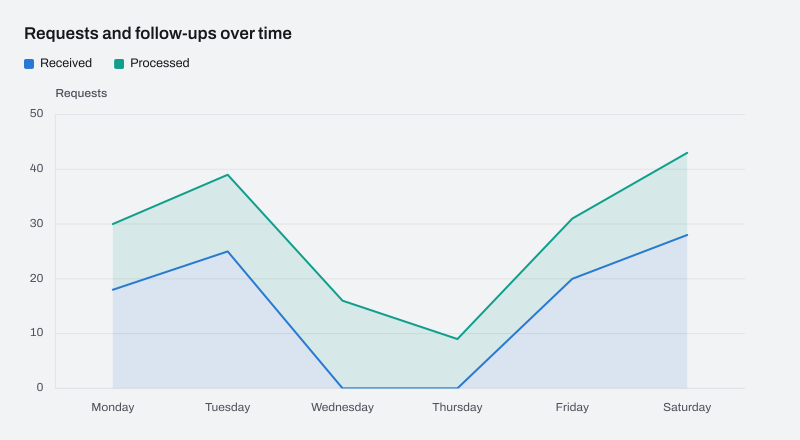 Requests and follow-ups over time
Received Processed
Requests
50
40
30
20
10
0
Monday Tuesday Wednesday Thursday Friday Saturday